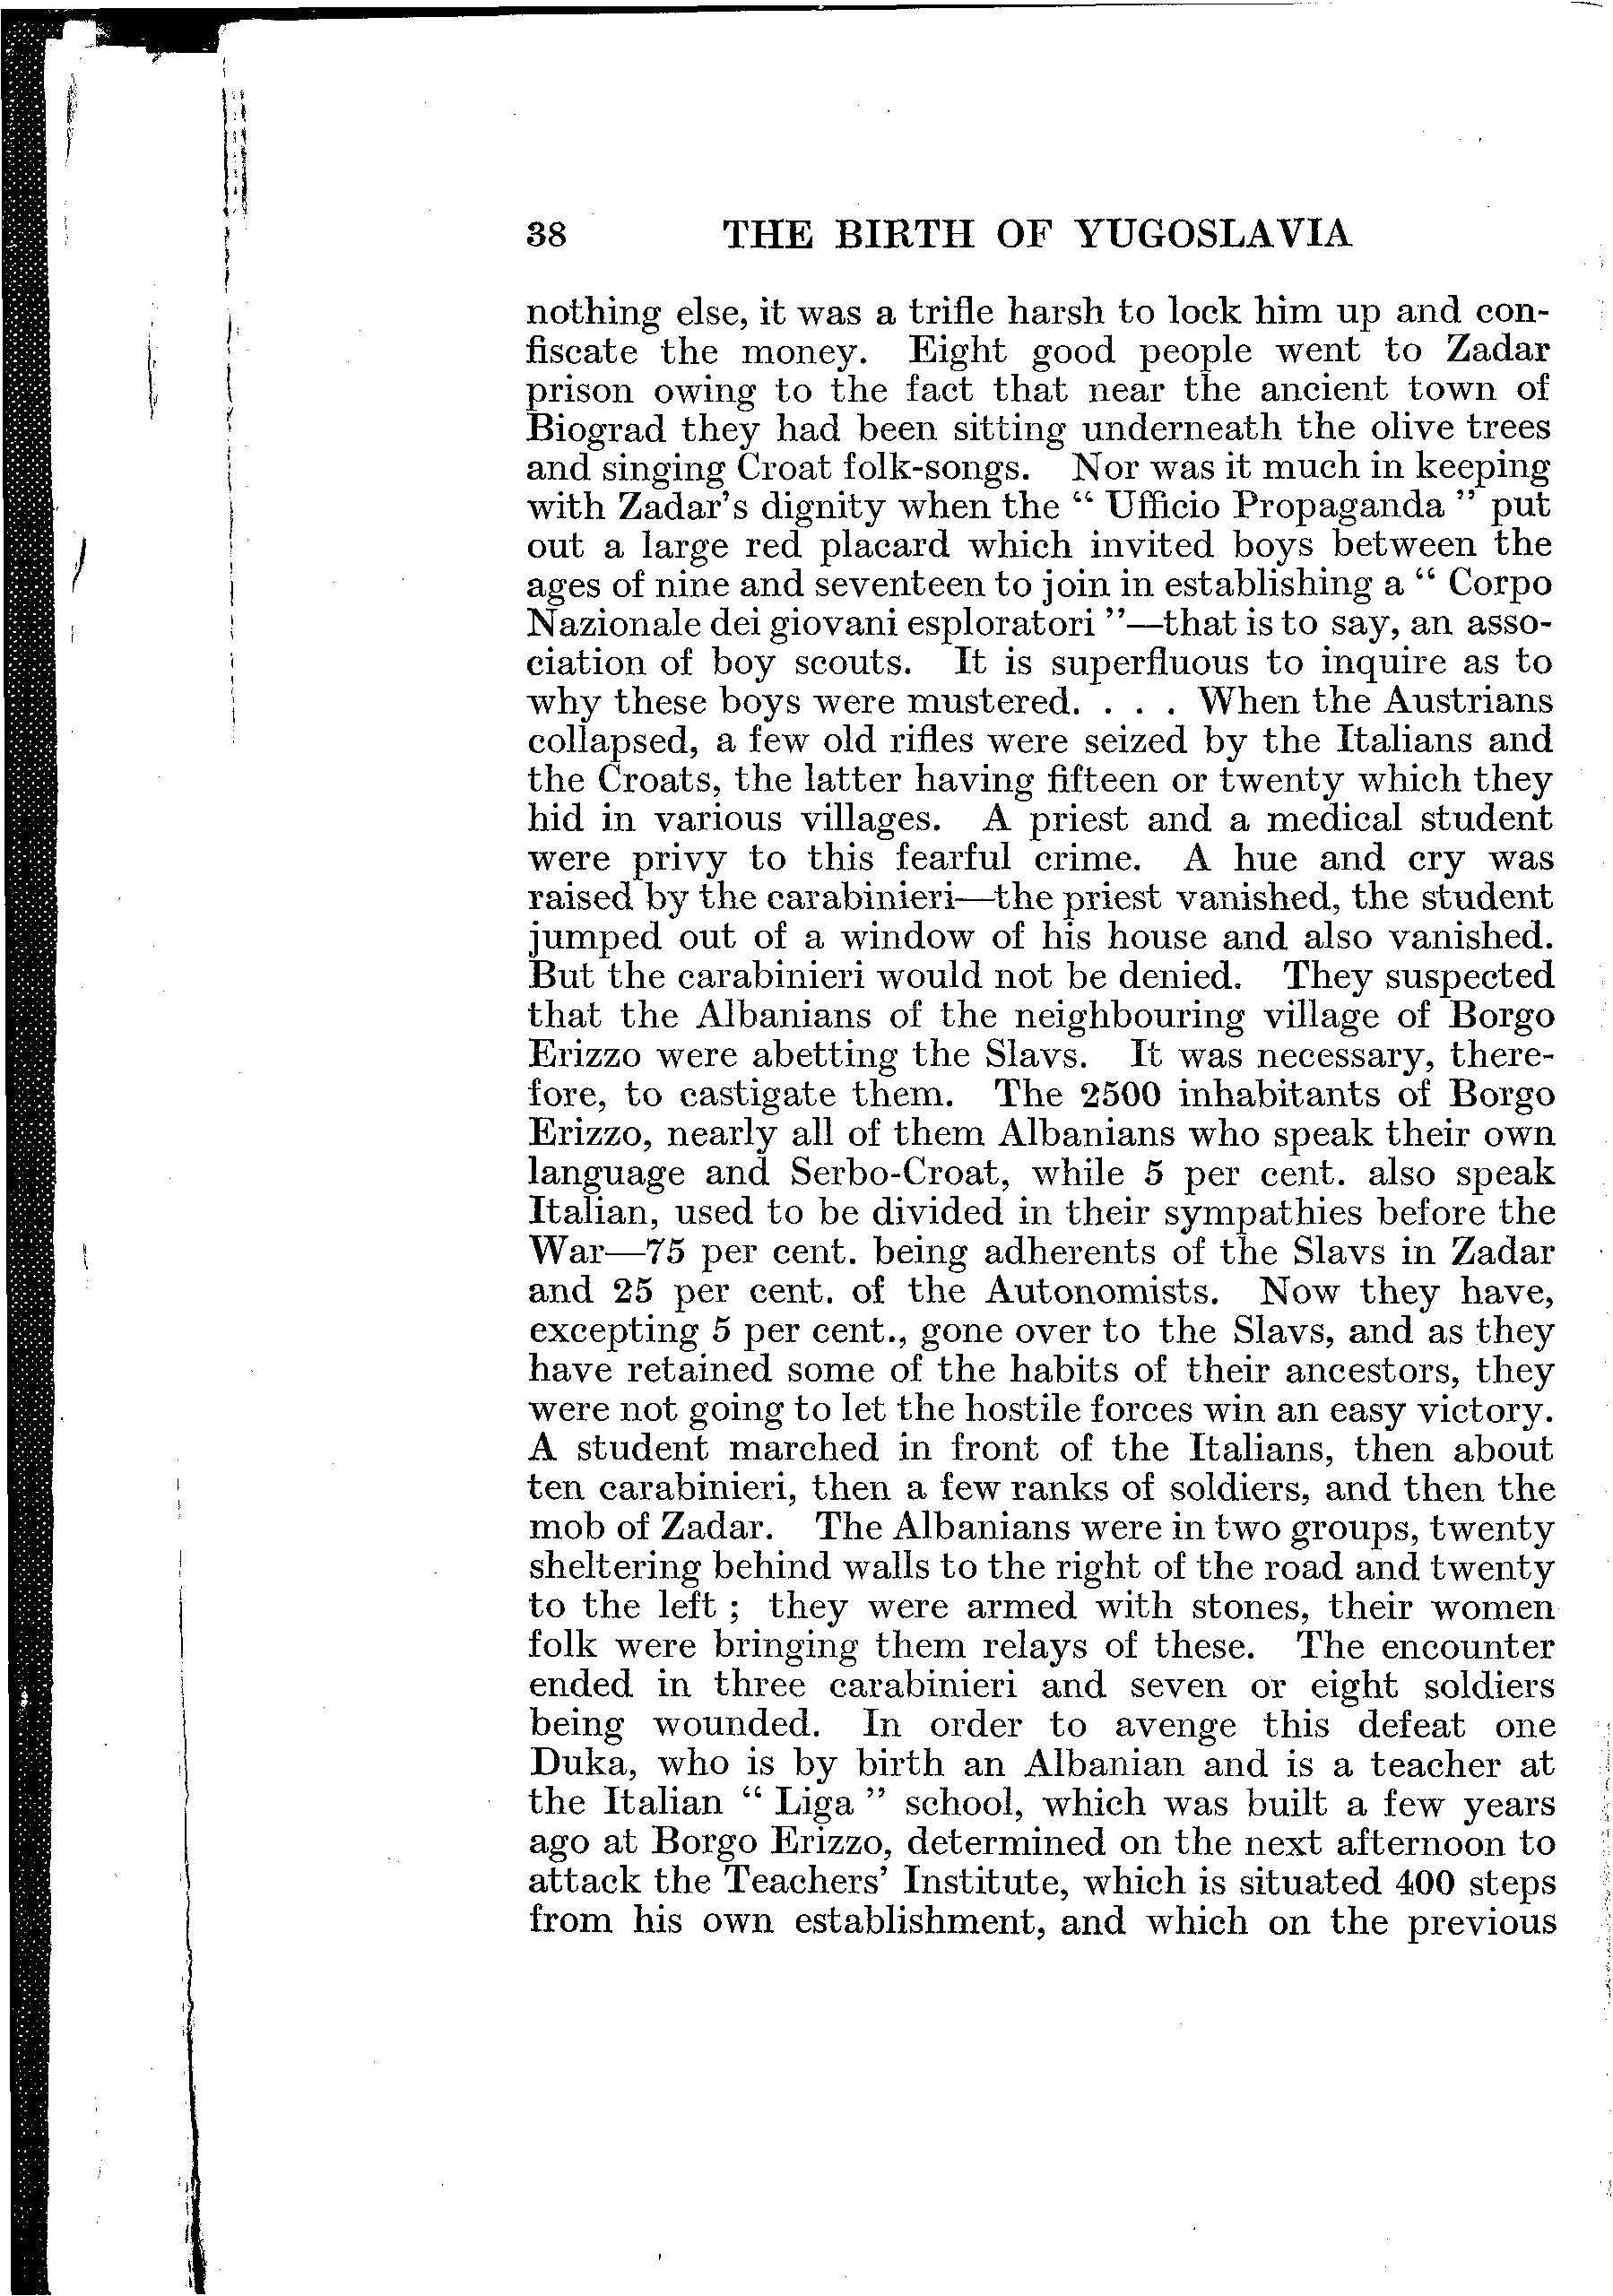 38 THE BIRTH OF YUGOSLAVIA
nothing else, it was a trifle harsh to lock him up and con-
fiscate the money. Eight good people went to Zadar
prison owing to the fact that near the ancient town of
Biograd they had been sitting underneath the olive trees
and singing Croat folk-songs. Nor was it much in keeping
with Zadar's dignity when the “ Ufficio Propaganda ” put
out a large red placard which invited boys between the
ages of nine and seventeen to join in establishing a “ Corpo
Nazionale dei giovani esploratori ”—that is to say, an asso-
ciation of boy scouts. It is superfluous to inquire as to
why these boys were mustered. . . . When the Austrians
collapsed, a few old rifles were seized by the Italians and
the Croats, the latter having fifteen or twenty which they
hid in various villages. A priest and a medical student
were privy to this fearful crime. A hue and cry was
raised by the carabinieri—the priest vanished, the student
jumped out of a window of his house and also vanished.
But the carabinieri would not be denied. They suspected
that the Albanians of the neighbouring village of Borgo
Erizzo were abetting the Slavs. It was necessary, there-
fore, to castigate them. The 2500 inhabitants of Borgo
Erizzo, nearly all of them Albanians who speak their own
language and Serbo-Croat, while 5 per cent. also speak
Italian, used to be divided in their sympathies before the
War—75 per cent. being adherents of the Slavs in Zadar
and 25 per cent. of the Autonomists. Now they have,
excepting 5 per cent., gone over to the Slavs, and as they
have retained some of the habits of their ancestors, they
were not going to let the hostile forces win an easy victory.
A student marched in front of the Italians, then about
ten carabinieri, then a few ranks of soldiers, and then the
mob of Zadar. The Albanians were in two groups, twenty
sheltering behind walls to the right of the road and twenty
to the left ; they were armed with stones, their women
folk were bringing them relays of these. The encounter
ended in three carabinieri and seven or eight soldiers
being wounded. In order to avenge this defeat one
Duka, who is by birth an Albanian and is a teacher at
the Italian “ Liga ” school, which was built a few years
ago at Borgo Erizzo, determined on the next afternoon to
attack the Teachers' Institute, which is situated 400 steps
from his own establishment, and which on the previous